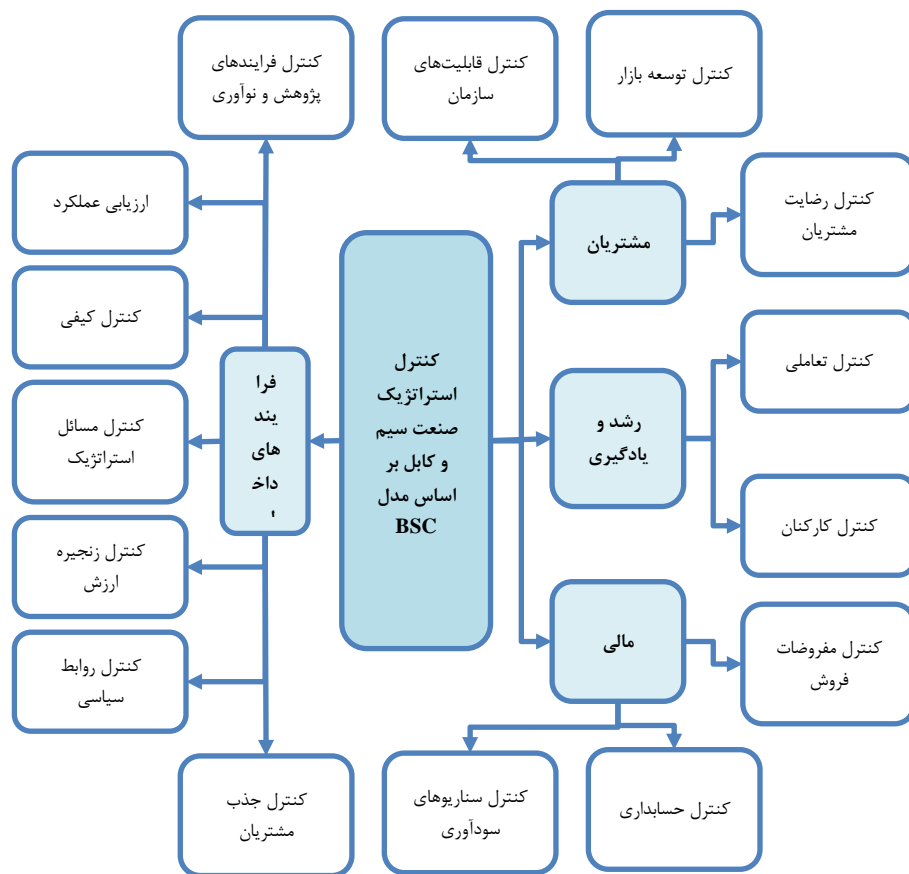 کنترل توسعه بازار
کنترل قابلیت‌های
سازمان
کنترل فرایندهای
پژوهش و نوآوری
کنترل رضایت
مشتریان
مشتریان
ارزیابی عملکرد
کنترل کیفی
کنترل تعاملی
کنترل
استراتژیک
صنعت سیم
و کابل بر
اساس مدل
BSC
فرا
یند
های
داخ
رشد و
یادگیری
کنترل مسائل
استراتژیک
کنترل کارکنان
کنترل زنجیره
ارزش
مالی
کنترل مفروضات
فروش
کنترل روابط
سیاسی
کنترل حسابداری
کنترل سناریوهای
سودآوری
کنترل جذب
مشتریان